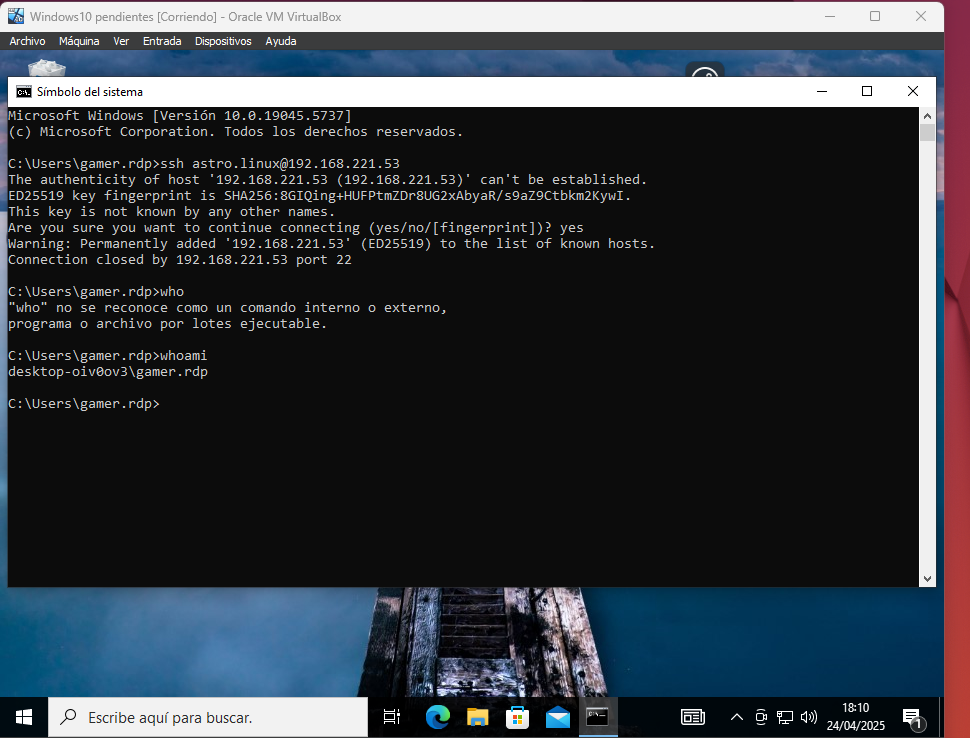 Windows10 pendientes [Corriendo] - Oracle VM VirtualBox
Archivo Máquina Ver Entrada Dispositivos Ayuda
Símbolo del sistema
Microsoft Windows [Versión 10.0.19045.5737]
(c) Microsoft Corporation. Todos los derechos reservados.
C:\Users\gamer.rdp>ssh astro.linux@192.168.221.53
The authenticity of host '192.168.221.53 (192.168.221.53)' can't be established.
ED25519 key fingerprint is SHA256:8GIQing+HUFPtmZDr8UG2xAbyaR/s9aZ9Ctbkm2KywI.
This key is not known by any other names.
Are you sure you want to continue connecting (yes/no/[fingerprint])? yes
Warning: Permanently added '192.168.221.53' (ED25519) to the list of known hosts.
Connection closed by 192.168.221.53 port 22
C:\Users\gamer.rdp>who
"who" no se reconoce como un comando interno o externo,
programa o archivo por lotes ejecutable.
C:\Users\gamer.rdp>whoami
desktop-oiv0ov3\gamer.rdp
C:\Users\gamer.rdp>
Escribe aquí para buscar.
18:10
24/04/2025
1